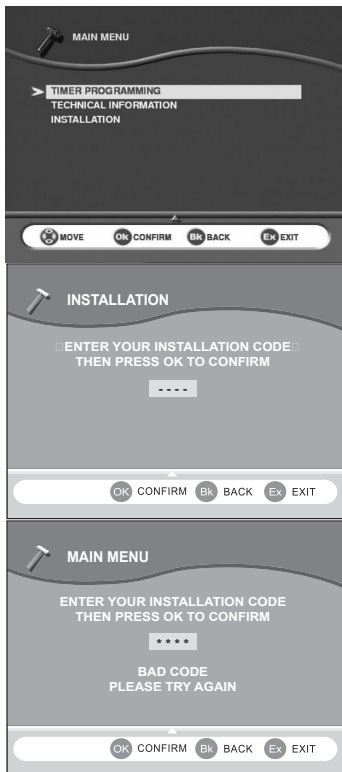 MAIN MENU
TIMER PROGRAMMING
TECHNICAL INFORMATION
INSTALLATION
MOVE Ok CONFIRM Bk BACK Ex EXIT
INSTALLATION
□ENTER YOUR INSTALLATION CODE□
THEN PRESS OK TO CONFIRM
- - - -
OK CONFIRM Bk BACK Ex EXIT
MAIN MENU
ENTER YOUR INSTALLATION CODE
THEN PRESS OK TO CONFIRM
* * * *
BAD CODE
PLEASE TRY AGAIN
OK CONFIRM Bk BACK Ex EXIT